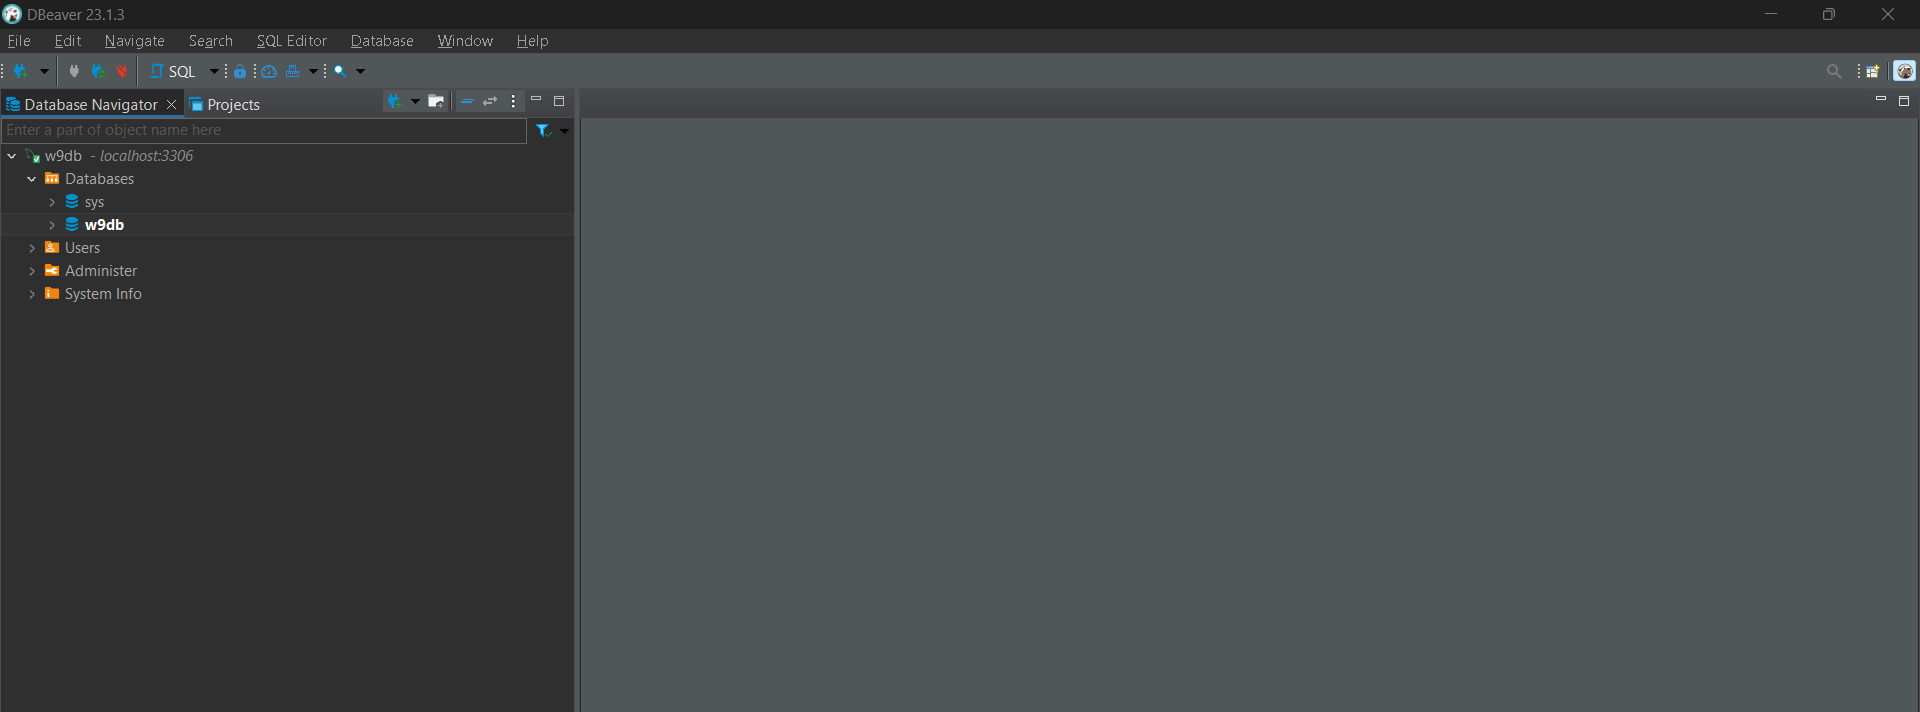 DBeaver 23.1.3
File Edit Navigate Search SQL Editor Database Window Help
SQL
Database Navigator Projects
Enter a part of object name here
w9db - localhost:3306
Databases
sys
w9db
Users
Administer
System Info